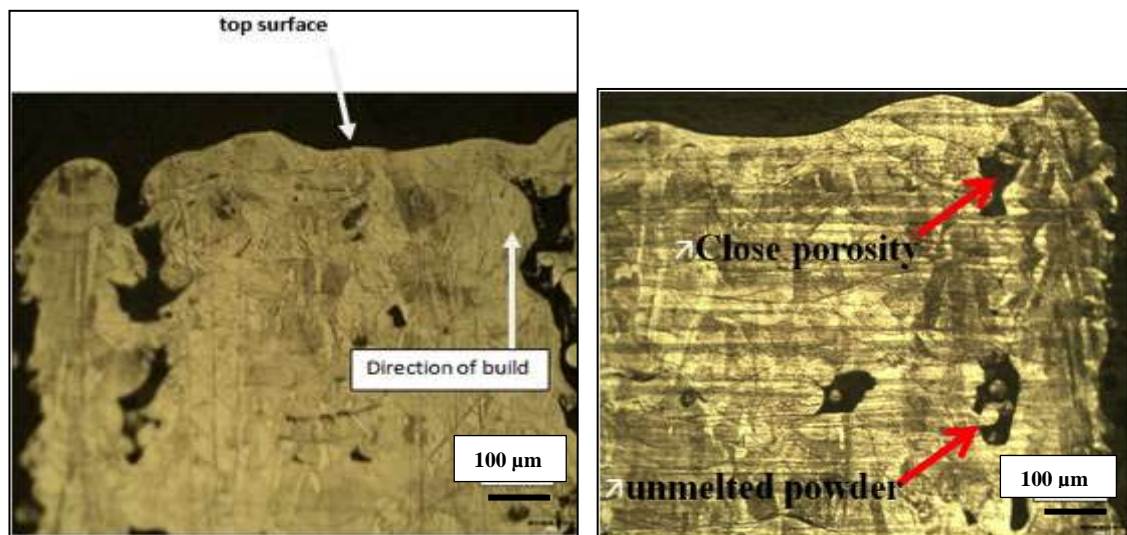 top surface
Direction of build
100 µm
Close porosity
unmelted powder
100 µm